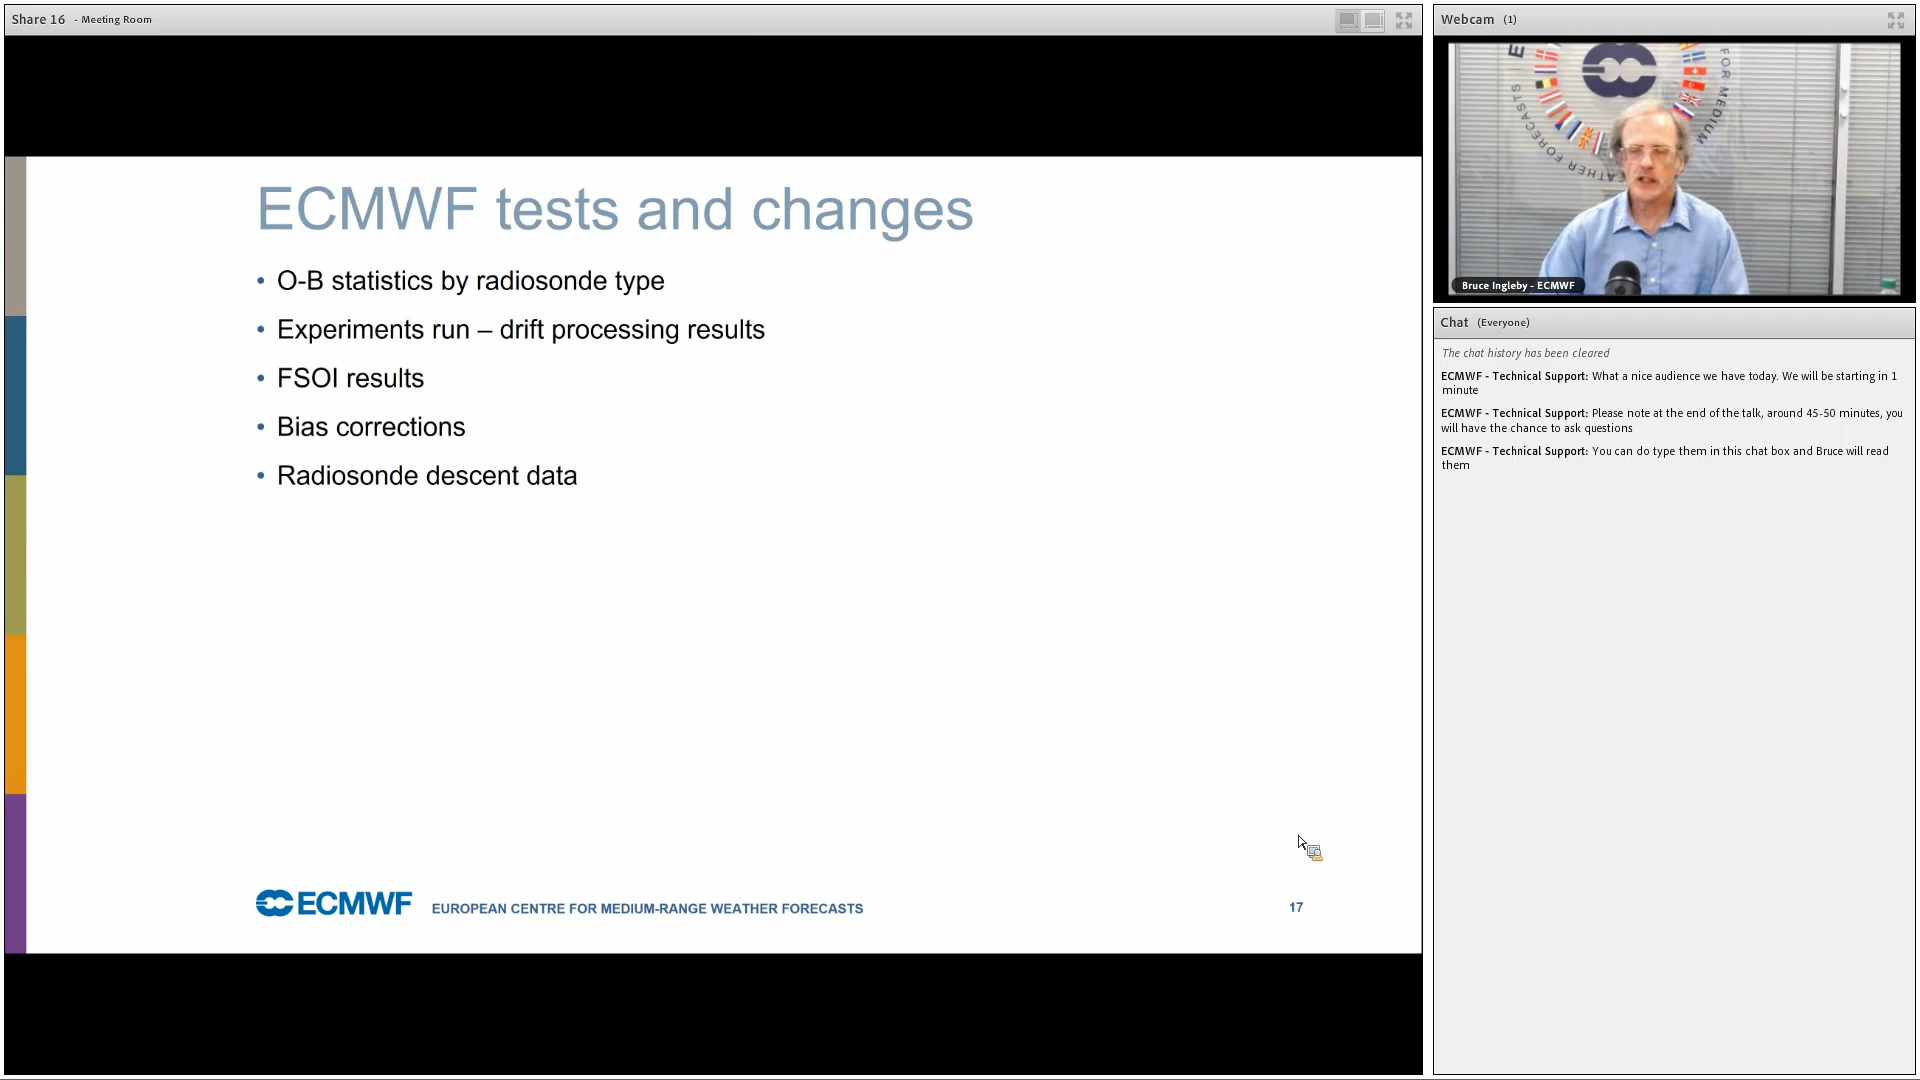 Share 16 - Meeting Room
ECMWF tests and changes
• O-B statistics by radiosonde type
• Experiments run – drift processing results
• FSOI results
• Bias corrections
• Radiosonde descent data
ECMWF EUROPEAN CENTRE FOR MEDIUM-RANGE WEATHER FORECASTS
17
Webcam (1)
FOR MEDIUM
EATHER FORECASTS
E
Bruce Ingleby - ECMWF
Chat (Everyone)
The chat history has been cleared
ECMWF - Technical Support: What a nice audience we have today. We will be starting in 1
minute
ECMWF - Technical Support: Please note at the end of the talk, around 45-50 minutes, you
will have the chance to ask questions
ECMWF - Technical Support: You can do type them in this chat box and Bruce will read
them